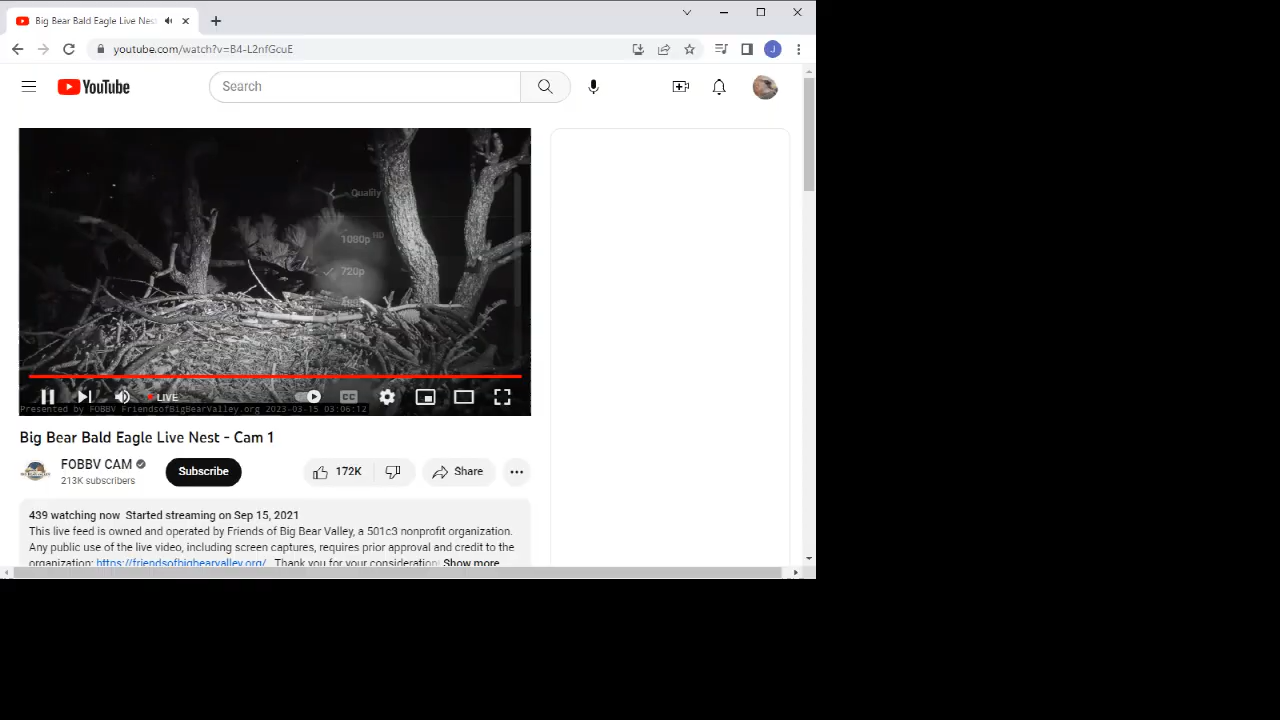 Big Bear Bald Eagle Live Nest
youtube.com/watch?v=B4-L2nfGcuE
J
YouTube
Search
Quality
1080p HD
720p
LIVE
CC
Presented by FOBBV FriendsofBigBearValley.org 2023-03-15 03:06:12
Big Bear Bald Eagle Live Nest - Cam 1
FOBBV CAM
213K subscribers
Subscribe
172K
Share
439 watching now Started streaming on Sep 15, 2021
This live feed is owned and operated by Friends of Big Bear Valley, a 501c3 nonprofit organization.
Any public use of the live video, including screen captures, requires prior approval and credit to the
organization: https://friendsofbigbearvalley.org/ Thank you for your consideration! Show more